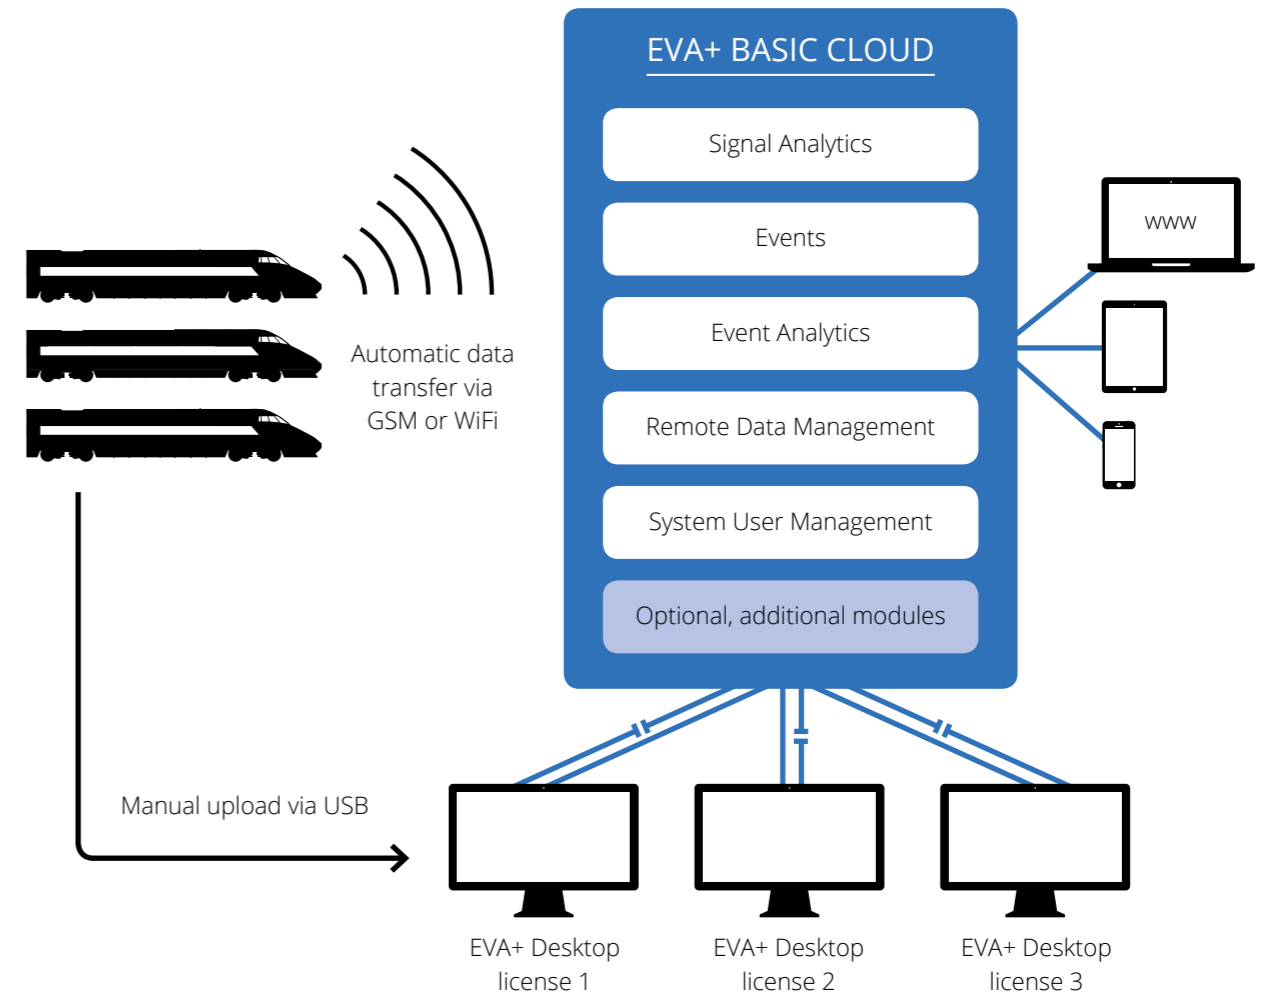 EVA+ BASIC CLOUD
Signal Analytics
Events
Event Analytics
Remote Data Management
System User Management
Optional, additional modules
www
Automatic data
transfer via
GSM or WiFi
Manual upload via USB
EVA+ Desktop
license 1
EVA+ Desktop
license 2
EVA+ Desktop
license 3